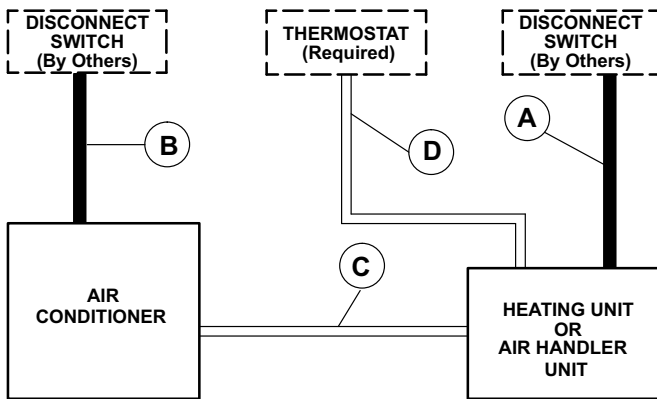 DISCONNECT
SWITCH
(By Others)
THERMOSTAT
(Required)
DISCONNECT
SWITCH
(By Others)
B
D
A
C
AIR
CONDITIONER
HEATING UNIT
OR
AIR HANDLER
UNIT